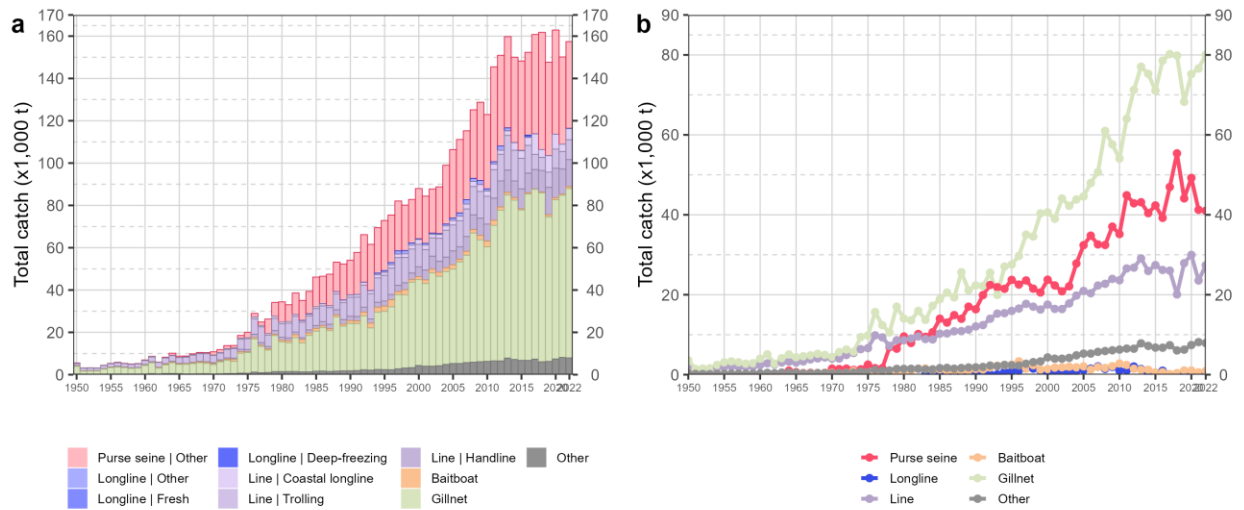 a
170
160
140
120
100
80
60
40
20
0
170
160
140
120
100
80
60
40
20
0
Total catch (x1,000 t)
1950 1955 1960 1965 1970 1975 1980 1985 1990 1995 2000 2005 2010 2015 2020 2022
Purse seine | Other Longline | Deep-freezing Line | Handline Other
Longline | Other Line | Coastal longline Baitboat
Longline | Fresh Line | Trolling Gillnet
b
90
80
60
40
20
0
90
80
60
40
20
0
Total catch (x1,000 t)
1950 1955 1960 1965 1970 1975 1980 1985 1990 1995 2000 2005 2010 2015 2020 2022
Purse seine Baitboat
Longline Gillnet
Line Other